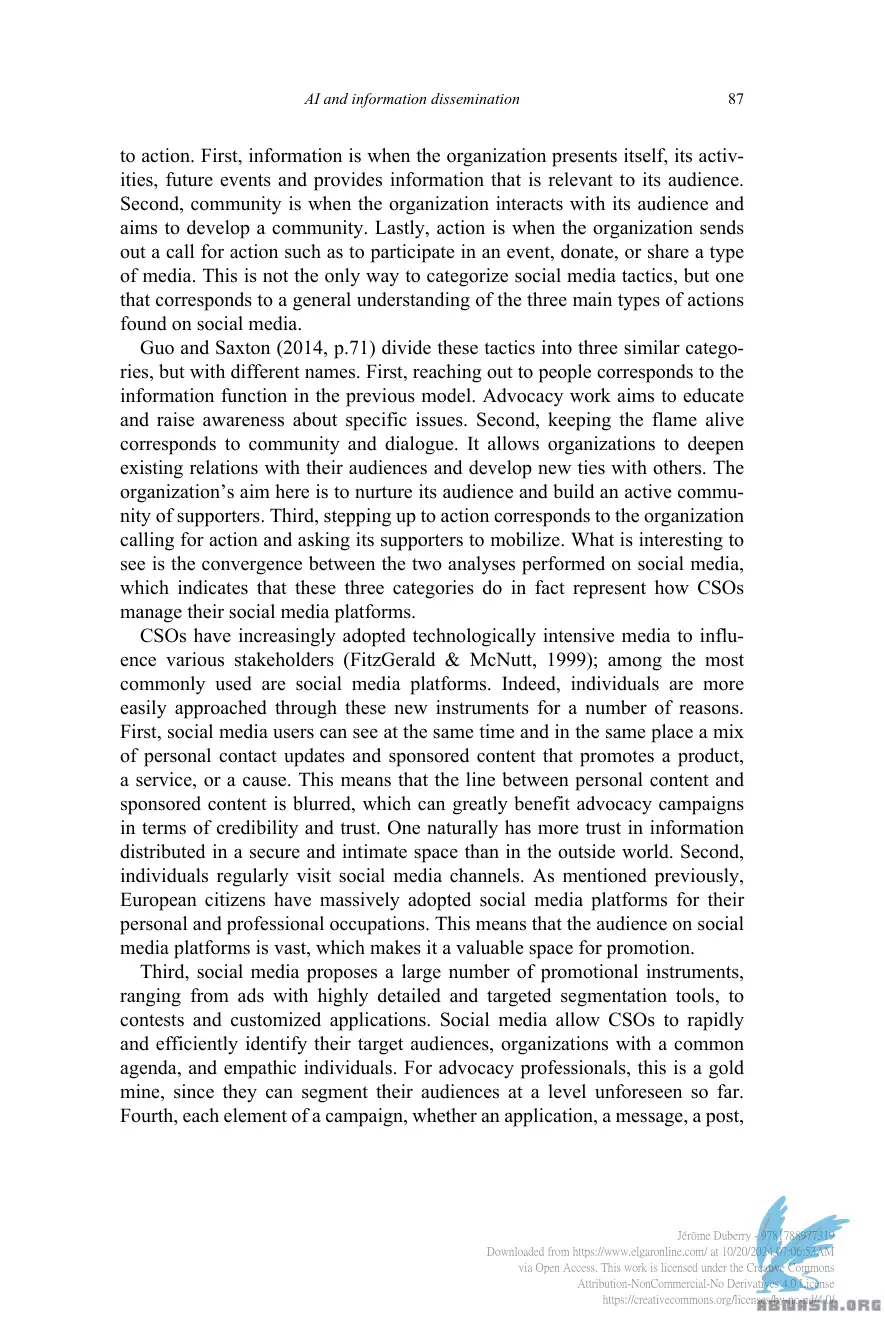 AI and information dissemination 87
to action. First, information is when the organization presents itself, its activ-
ities, future events and provides information that is relevant to its audience.
Second, community is when the organization interacts with its audience and
aims to develop a community. Lastly, action is when the organization sends
out a call for action such as to participate in an event, donate, or share a type
of media. This is not the only way to categorize social media tactics, but one
that corresponds to a general understanding of the three main types of actions
found on social media.
Guo and Saxton (2014, p.71) divide these tactics into three similar catego-
ries, but with different names. First, reaching out to people corresponds to the
information function in the previous model. Advocacy work aims to educate
and raise awareness about specific issues. Second, keeping the flame alive
corresponds to community and dialogue. It allows organizations to deepen
existing relations with their audiences and develop new ties with others. The
organization’s aim here is to nurture its audience and build an active commu-
nity of supporters. Third, stepping up to action corresponds to the organization
calling for action and asking its supporters to mobilize. What is interesting to
see is the convergence between the two analyses performed on social media,
which indicates that these three categories do in fact represent how CSOs
manage their social media platforms.
CSOs have increasingly adopted technologically intensive media to influ-
ence various stakeholders (FitzGerald & McNutt, 1999); among the most
commonly used are social media platforms. Indeed, individuals are more
easily approached through these new instruments for a number of reasons.
First, social media users can see at the same time and in the same place a mix
of personal contact updates and sponsored content that promotes a product,
a service, or a cause. This means that the line between personal content and
sponsored content is blurred, which can greatly benefit advocacy campaigns
in terms of credibility and trust. One naturally has more trust in information
distributed in a secure and intimate space than in the outside world. Second,
individuals regularly visit social media channels. As mentioned previously,
European citizens have massively adopted social media platforms for their
personal and professional occupations. This means that the audience on social
media platforms is vast, which makes it a valuable space for promotion.
Third, social media proposes a large number of promotional instruments,
ranging from ads with highly detailed and targeted segmentation tools, to
contests and customized applications. Social media allow CSOs to rapidly
and efficiently identify their target audiences, organizations with a common
agenda, and empathic individuals. For advocacy professionals, this is a gold
mine, since they can segment their audiences at a level unforeseen so far.
Fourth, each element of a campaign, whether an application, a message, a post,
Jérôme Duberry - 9781788977319
Downloaded from https://www.elgaronline.com/ at 10/20/2024 07:06:53AM
via Open Access. This work is licensed under the Creative Commons
Attribution-NonCommercial-No Derivatives 4.0 License
https://creativecommons.org/licenses/by-nc-nd/4.0/
ABNASIA.ORG